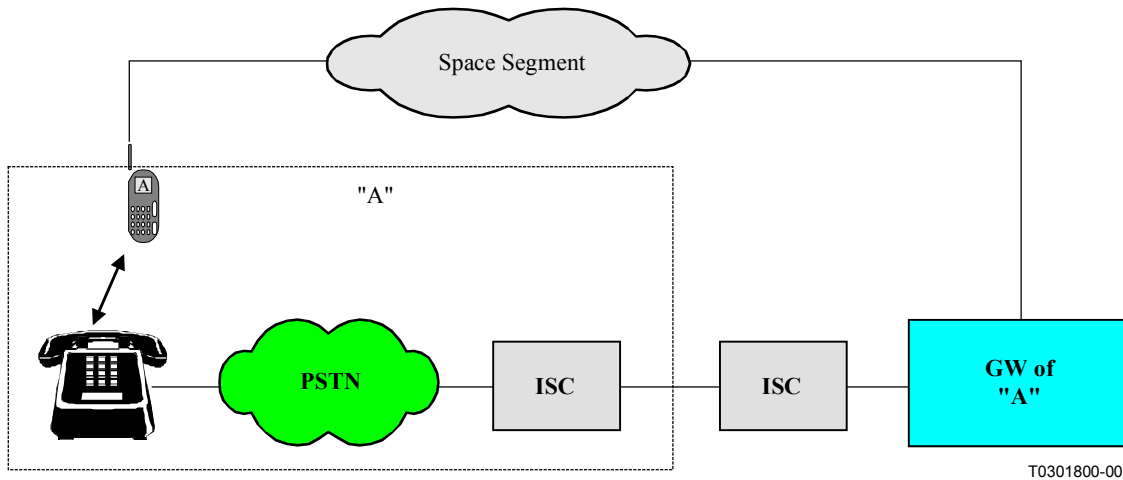 Space Segment
A
"A"
PSTN
ISC
ISC
GW of
"A"
T0301800-00